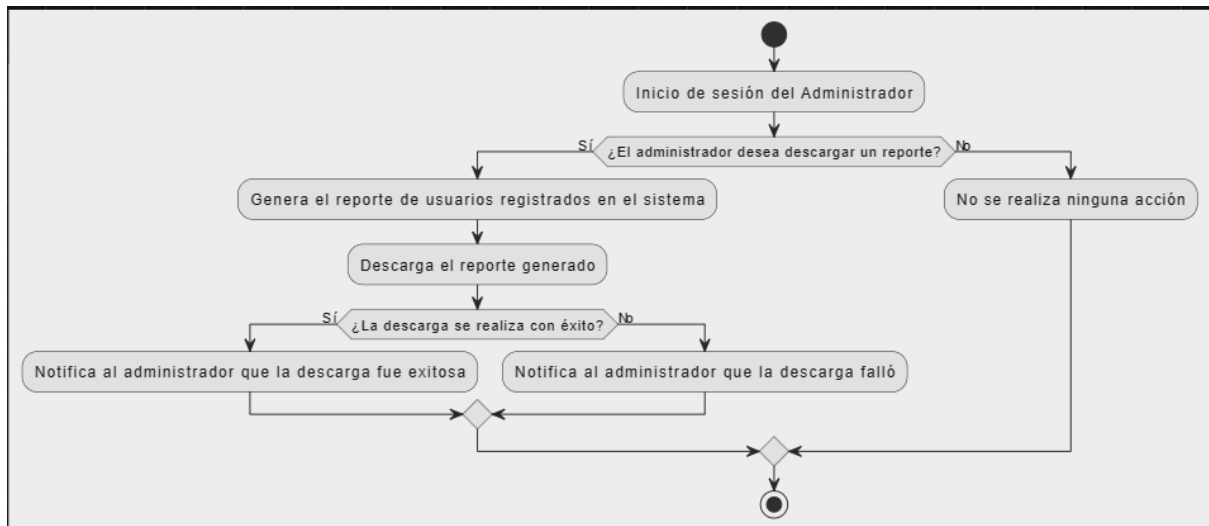 Inicio de sesión del Administrador
Sí
¿El administrador desea descargar un reporte?
No
Genera el reporte de usuarios registrados en el sistema
No se realiza ninguna acción
Descarga el reporte generado
Sí
¿La descarga se realiza con éxito?
No
Notifica al administrador que la descarga fue exitosa
Notifica al administrador que la descarga falló